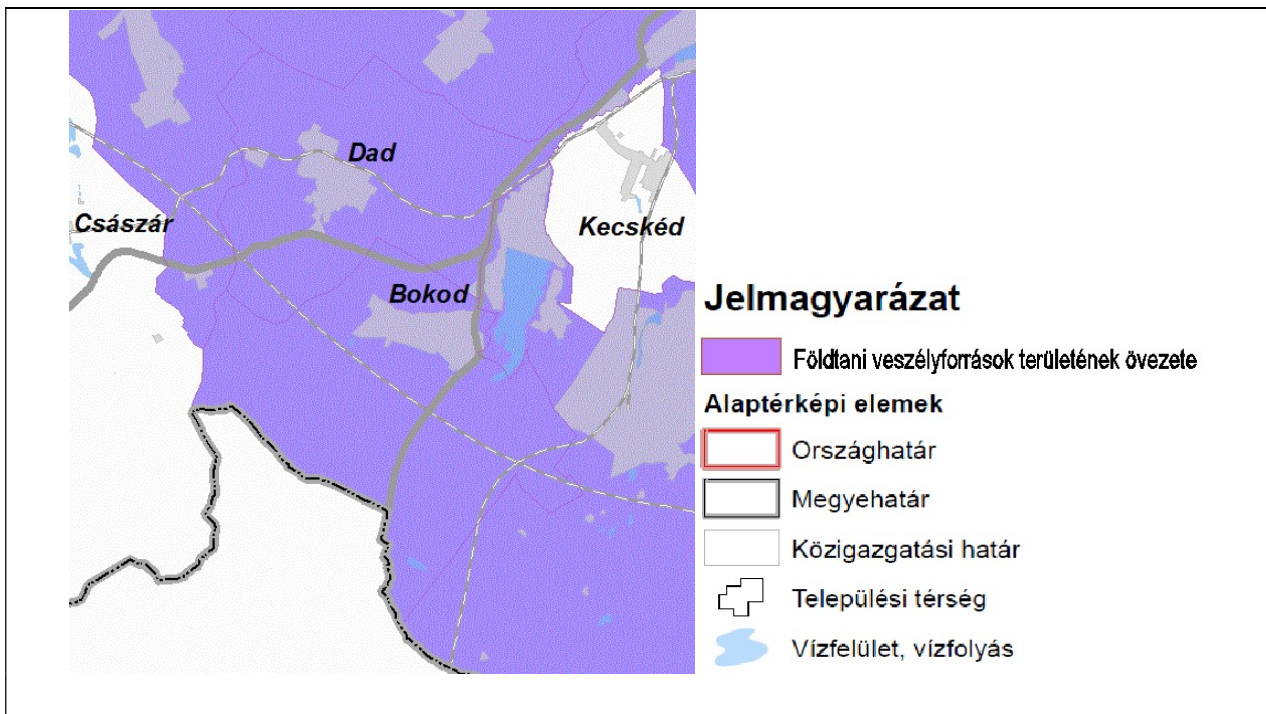 Dad
Császár
Kecskéd
Bokod
Jelmagyarázat
Földtani veszélyforrások területének övezete
Alaptérképi elemek
Országhatár
Megyehatár
Közigazgatási határ
Települési térség
Vízfelület, vízfolyás